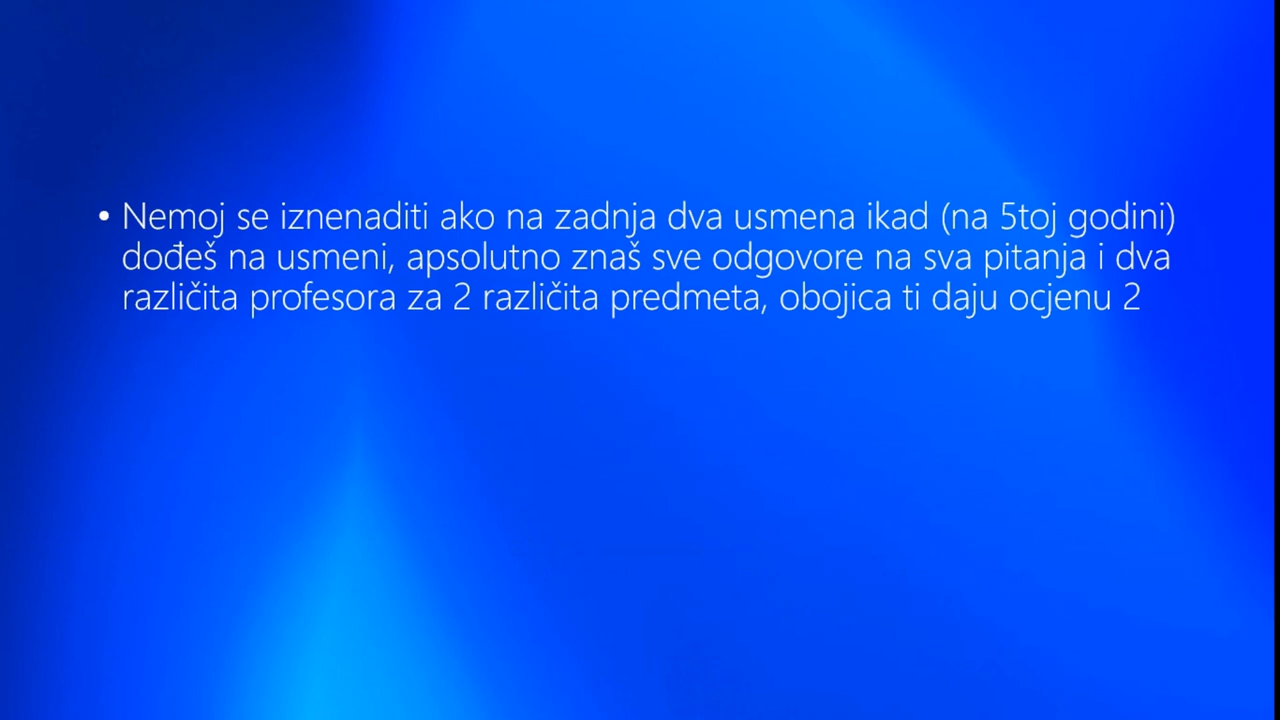 • Nemoj se iznenaditi ako na zadnja dva usmena ikad (na 5toj godini)
dođeš na usmeni, apsolutno znaš sve odgovore na sva pitanja i dva
različita profesora za 2 različita predmeta, obojica ti daju ocjenu 2